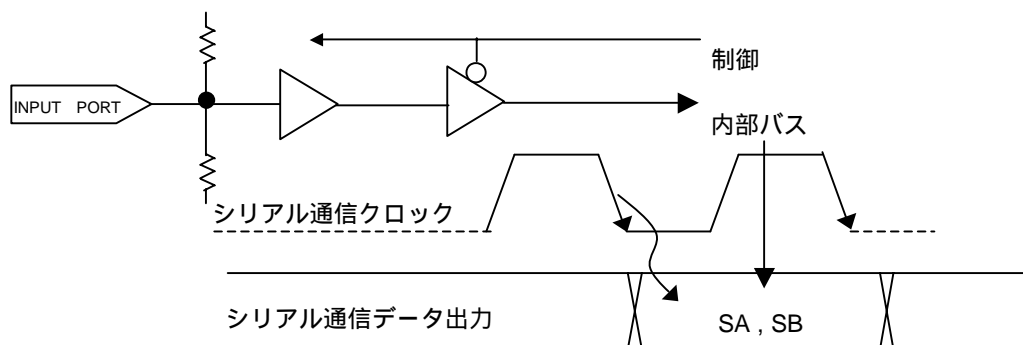 制御
INPUT PORT
内部バス
シリアル通信クロック
シリアル通信データ出力
SA , SB